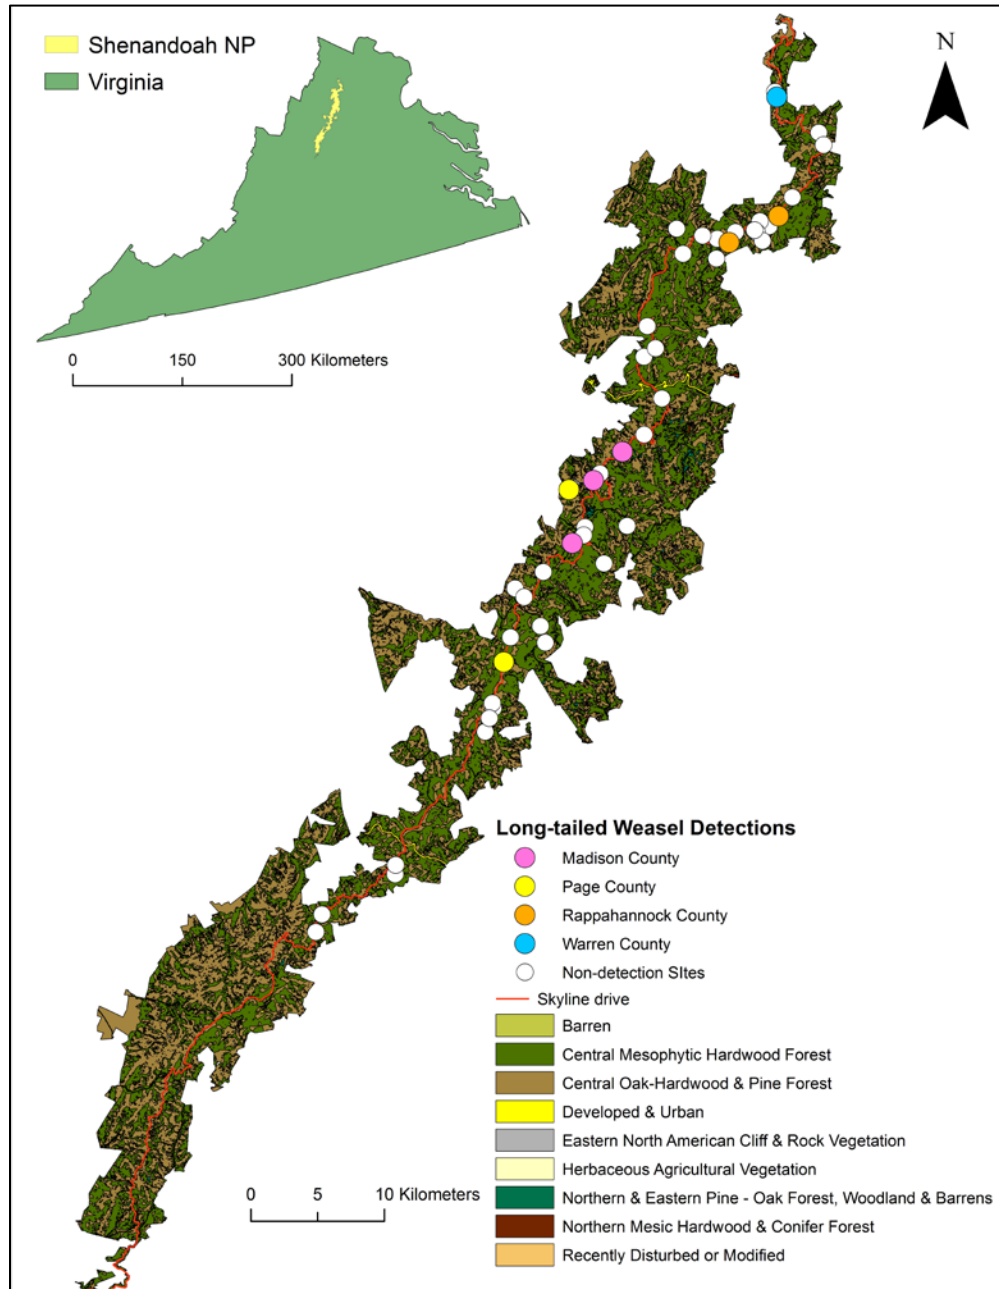 Shenandoah NP
Virginia
N
0 150 300 Kilometers
Long-tailed Weasel Detections
Madison County
Page County
Rappahannock County
Warren County
Non-detection SItes
Skyline drive
Barren
Central Mesophytic Hardwood Forest
Central Oak-Hardwood & Pine Forest
Developed & Urban
Eastern North American Cliff & Rock Vegetation
Herbaceous Agricultural Vegetation
Northern & Eastern Pine - Oak Forest, Woodland & Barrens
Northern Mesic Hardwood & Conifer Forest
Recently Disturbed or Modified
0 5 10 Kilometers